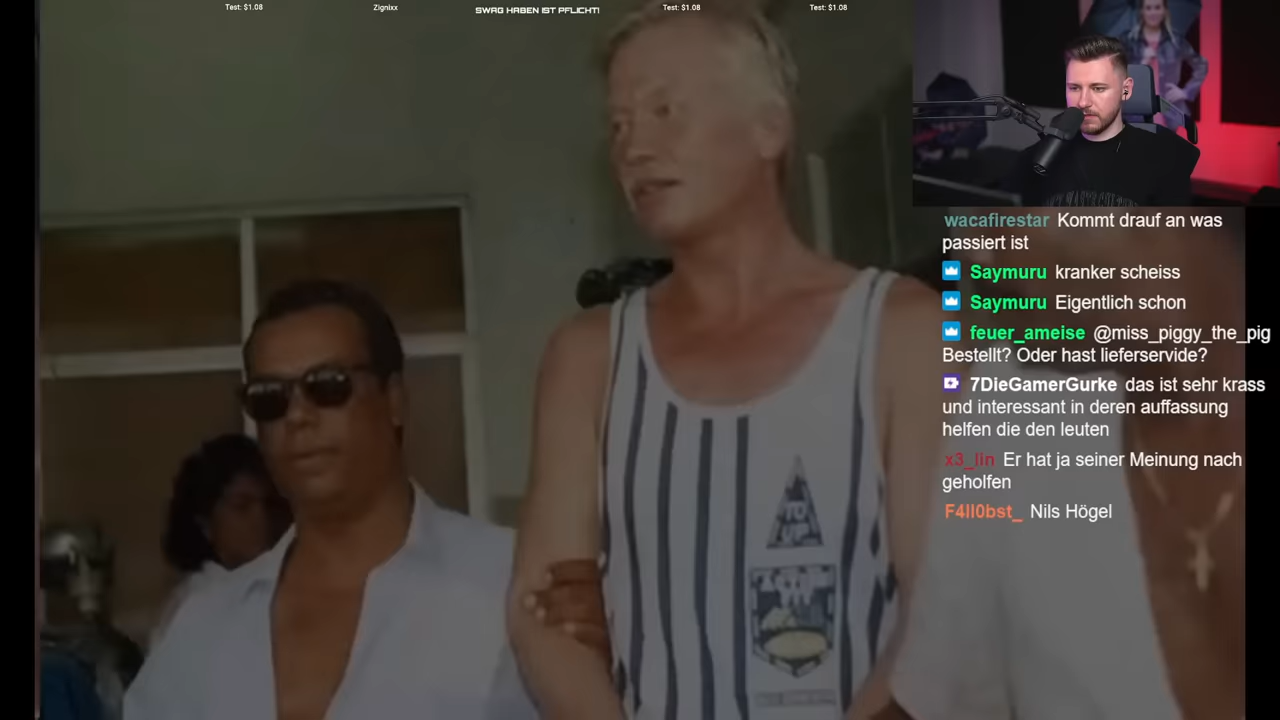 Test: $1.08
Zignixx
SWAG HABEN IST PFLICHT!
Test: $1.08
Test: $1.08
wacafirestar Kommt drauf an was
passiert ist
Saymuru kranker scheiss
Saymuru Eigentlich schon
feuer_ameise @miss_piggy_the_pig
Bestellt? Oder hast lieferservide?
7DieGamerGurke das ist sehr krass
und interessant in deren auffassung
helfen die den leuten
x3_lin Er hat ja seiner Meinung nach
geholfen
F4ll0bst_ Nils Högel
TO